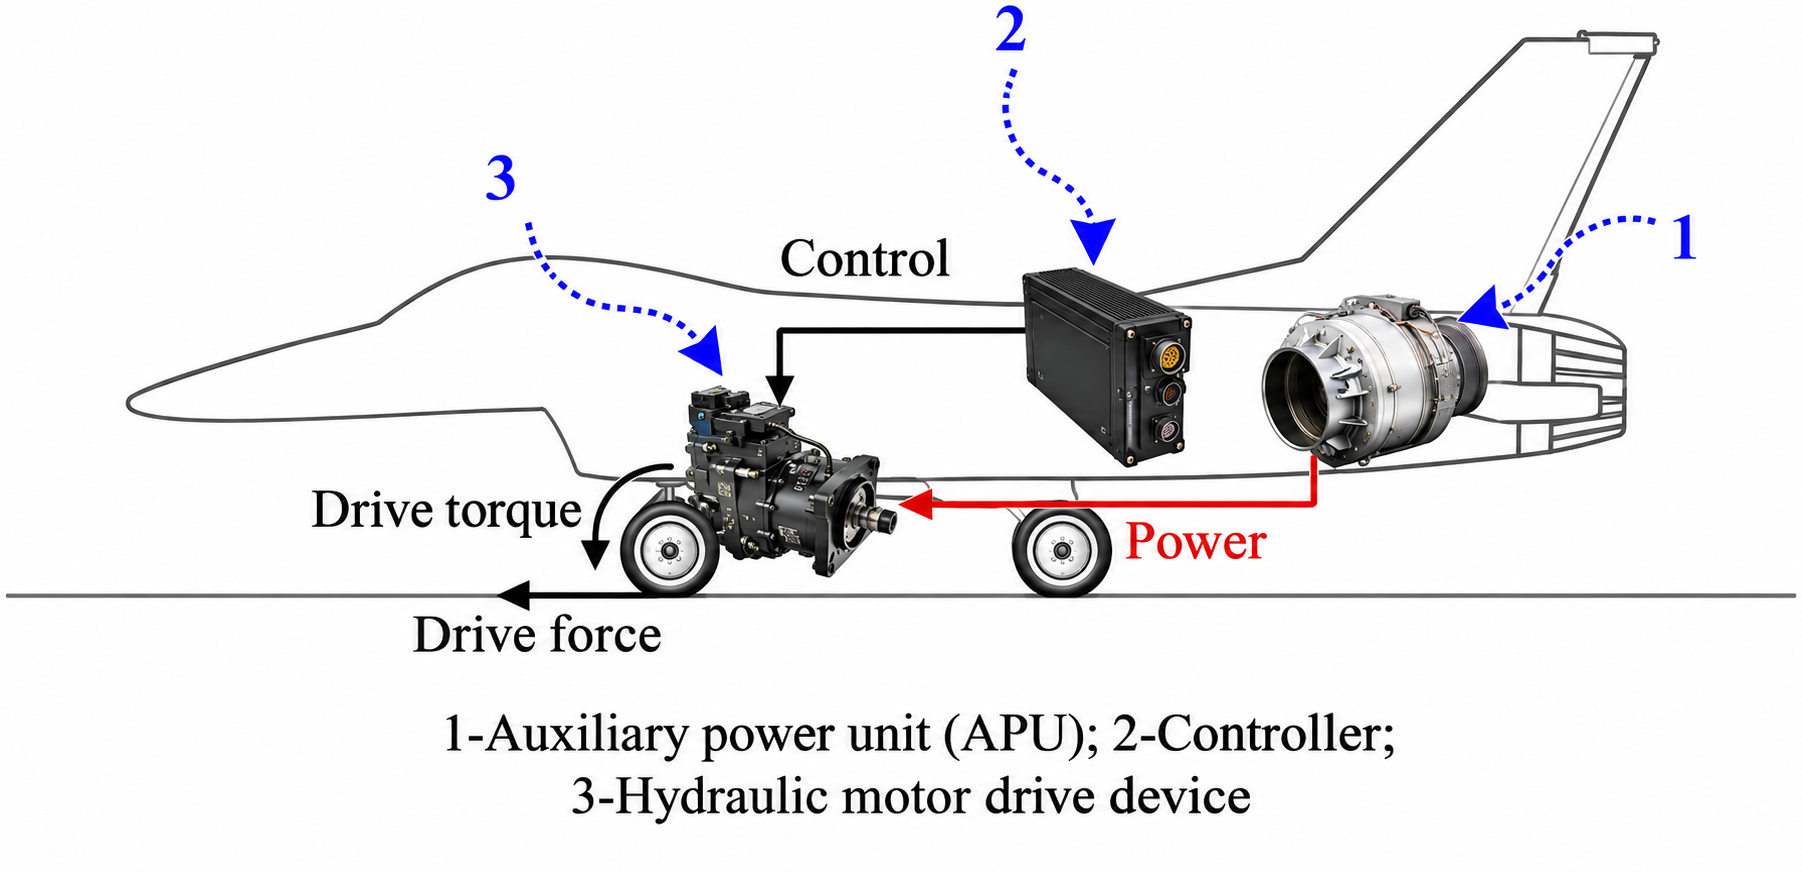 2
3
1
Control
Drive torque
Power
Drive force
1-Auxiliary power unit (APU); 2-Controller;
3-Hydraulic motor drive device